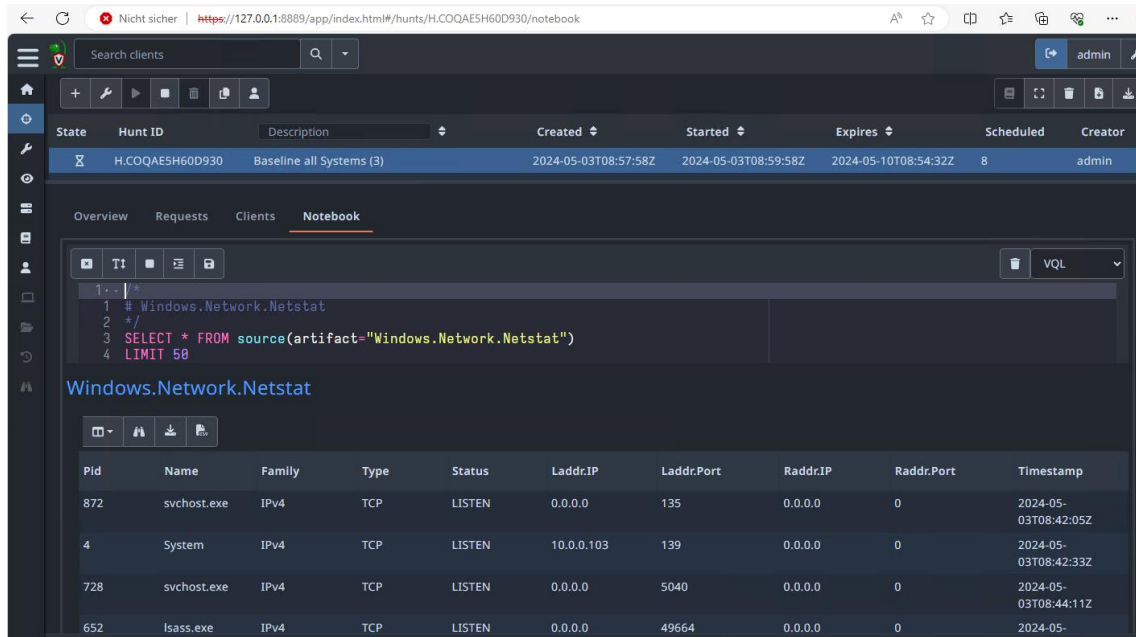 Nicht sicher | https://127.0.0.1:8889/app/index.html#/hunts/H.COQAE5H60D930/notebook
Search clients admin
State Hunt ID Description Created Started Expires Scheduled Creator
H.COQAE5H60D930 Baseline all Systems (3) 2024-05-03T08:57:58Z 2024-05-03T08:59:58Z 2024-05-10T08:54:32Z 8 admin
Overview Requests Clients Notebook
VQL
1 /*
1 # Windows.Network.Netstat
2 */
3 SELECT * FROM source(artifact="Windows.Network.Netstat")
4 LIMIT 50
Windows.Network.Netstat
Pid Name Family Type Status Laddr.IP Laddr.Port Raddr.IP Raddr.Port Timestamp
872 svchost.exe IPv4 TCP LISTEN 0.0.0.0 135 0.0.0.0 0 2024-05-
03T08:42:05Z
4 System IPv4 TCP LISTEN 10.0.0.103 139 0.0.0.0 0 2024-05-
03T08:42:33Z
728 svchost.exe IPv4 TCP LISTEN 0.0.0.0 5040 0.0.0.0 0 2024-05-
03T08:44:11Z
652 lsass.exe IPv4 TCP LISTEN 0.0.0.0 49664 0.0.0.0 0 2024-05-